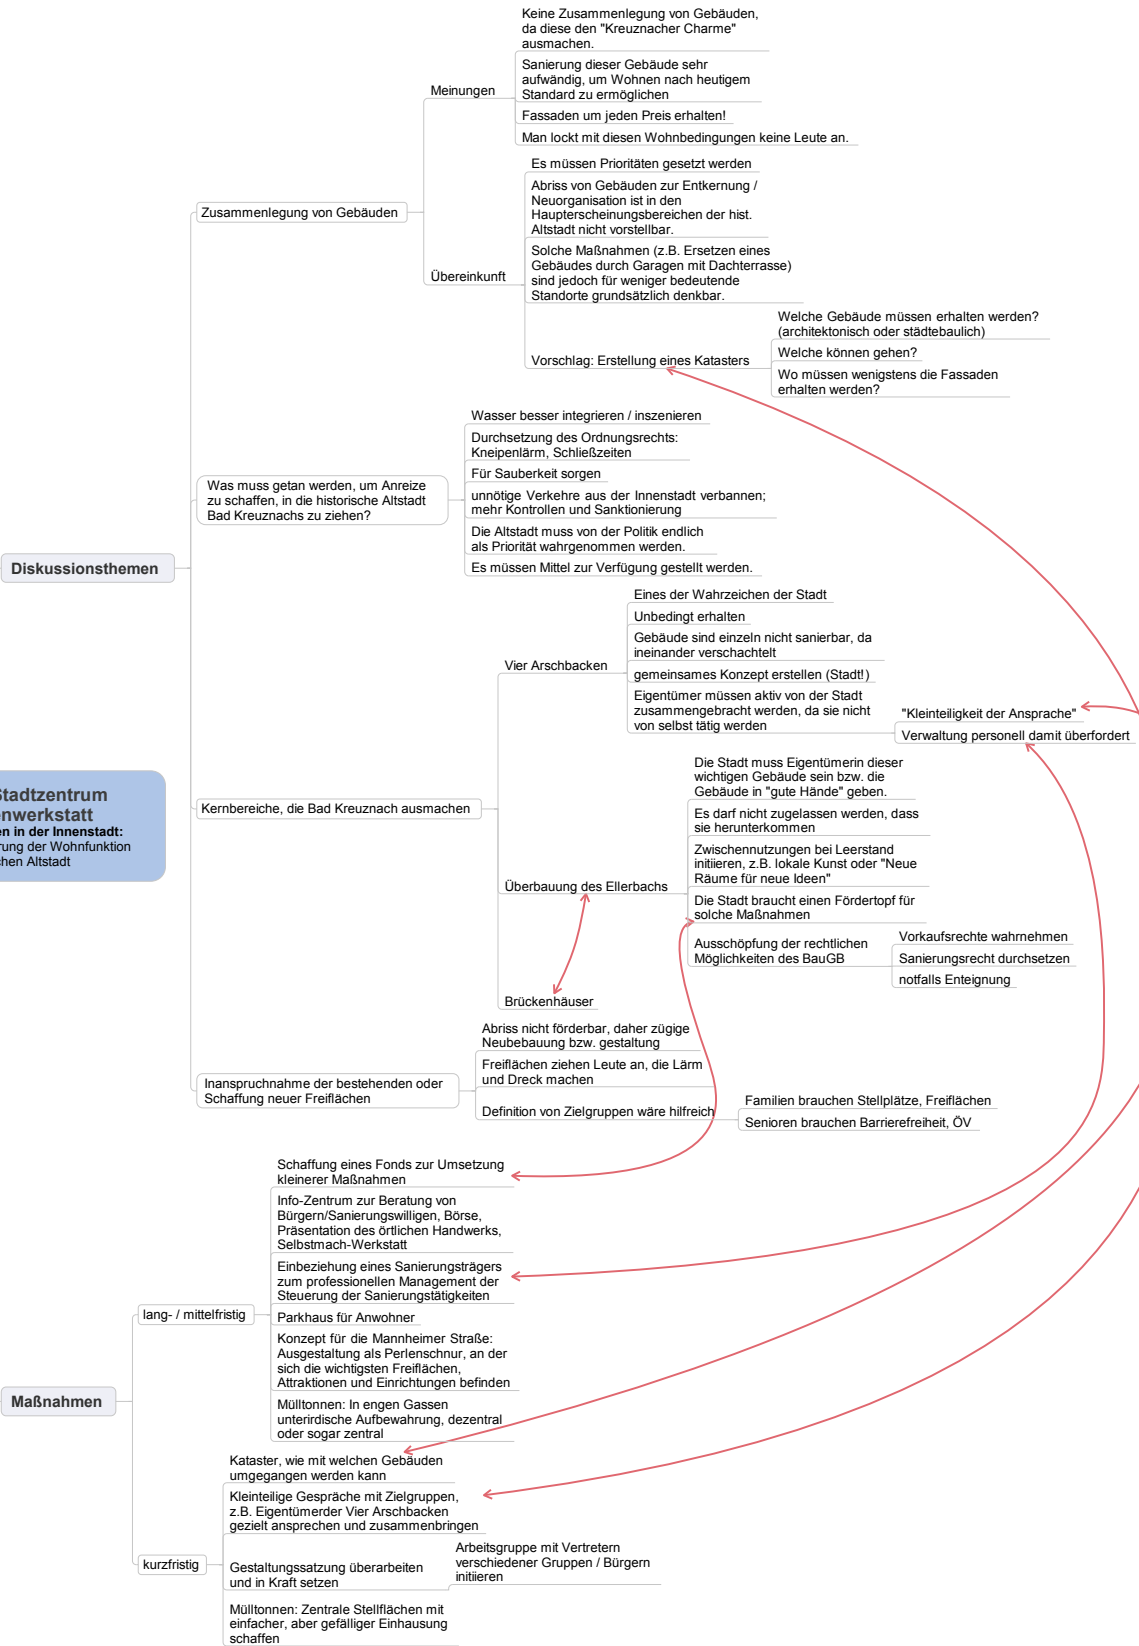 Keine Zusammenlegung von Gebäuden,
da diese den "Kreuznacher Charme"
ausmachen.
Sanierung dieser Gebäude sehr
aufwändig, um Wohnen nach heutigem
Standard zu ermöglichen
Meinungen
Fassaden um jeden Preis erhalten!
Man lockt mit diesen Wohnbedingungen keine Leute an.
Es müssen Prioritäten gesetzt werden
Abriss von Gebäuden zur Entkernung /
Neuorganisation ist in den
Haupterscheinungsbereichen der hist.
Altstadt nicht vorstellbar.
Zusammenlegung von Gebäuden
Solche Maßnahmen (z.B. Ersetzen eines
Gebäudes durch Garagen mit Dachterrasse)
sind jedoch für weniger bedeutende
Standorte grundsätzlich denkbar.
Übereinkunft
Welche Gebäude müssen erhalten werden?
(architektonisch oder städtebaulich)
Vorschlag: Erstellung eines Katasters
Welche können gehen?
Wo müssen wenigstens die Fassaden
erhalten werden?
Wasser besser integrieren / inszenieren
Durchsetzung des Ordnungsrechts:
Kneipenlärm, Schließzeiten
Für Sauberkeit sorgen
Was muss getan werden, um Anreize
zu schaffen, in die historische Altstadt
Bad Kreuznachs zu ziehen?
unnötige Verkehre aus der Innenstadt verbannen;
mehr Kontrollen und Sanktionierung
Die Altstadt muss von der Politik endlich
als Priorität wahrgenommen werden.
Es müssen Mittel zur Verfügung gestellt werden.
Diskussionsthemen
Eines der Wahrzeichen der Stadt
Unbedingt erhalten
Gebäude sind einzeln nicht sanierbar, da
ineinander verschachtelt
Vier Arschbacken
gemeinsames Konzept erstellen (Stadt!)
Eigentümer müssen aktiv von der Stadt
zusammengebracht werden, da sie nicht
von selbst tätig werden
"Kleinteiligkeit der Ansprache"
Verwaltung personell damit überfordert
Die Stadt muss Eigentümerin dieser
wichtigen Gebäude sein bzw. die
Gebäude in "gute Hände" geben.
Kernbereiche, die Bad Kreuznach ausmachen
Es darf nicht zugelassen werden, dass
sie herunterkommen
Zwischennutzungen bei Leerstand
initiieren, z.B. lokale Kunst oder "Neue
Räume für neue Ideen"
Überbauung des Ellerbachs
Die Stadt braucht einen Fördertopf für
solche Maßnahmen
Ausschöpfung der rechtlichen
Möglichkeiten des BauGB
Vorkaufsrechte wahrnehmen
Sanierungsrecht durchsetzen
notfalls Enteignung
Brückenhäuser
Stadtzentrum
nwerkstatt
en in der Innenstadt:
rung der Wohnfunktion
chen Altstadt
Abriss nicht förderbar, daher zügige
Neubebauung bzw. gestaltung
Freiflächen ziehen Leute an, die Lärm
und Dreck machen
Inanspruchnahme der bestehenden oder
Schaffung neuer Freiflächen
Definition von Zielgruppen wäre hilfreich
Familien brauchen Stellplätze, Freiflächen
Senioren brauchen Barrierefreiheit, ÖV
Schaffung eines Fonds zur Umsetzung
kleinerer Maßnahmen
Info-Zentrum zur Beratung von
Bürgern/Sanierungswilligen, Börse,
Präsentation des örtlichen Handwerks,
Selbstmach-Werkstatt
Einbeziehung eines Sanierungsträgers
zum professionellen Management der
Steuerung der Sanierungstätigkeiten
lang- / mittelfristig
Parkhaus für Anwohner
Konzept für die Mannheimer Straße:
Ausgestaltung als Perlenschnur, an der
sich die wichtigsten Freiflächen,
Attraktionen und Einrichtungen befinden
Maßnahmen
Mülltonnen: In engen Gassen
unterirdische Aufbewahrung, dezentral
oder sogar zentral
Kataster, wie mit welchen Gebäuden
umgegangen werden kann
Kleinteilige Gespräche mit Zielgruppen,
z.B. Eigentümerder Vier Arschbacken
gezielt ansprechen und zusammenbringen
kurzfristig
Gestaltungssatzung überarbeiten
und in Kraft setzen
Arbeitsgruppe mit Vertretern
verschiedener Gruppen / Bürgern
initiieren
Mülltonnen: Zentrale Stellflächen mit
einfacher, aber gefälliger Einhausung
schaffen